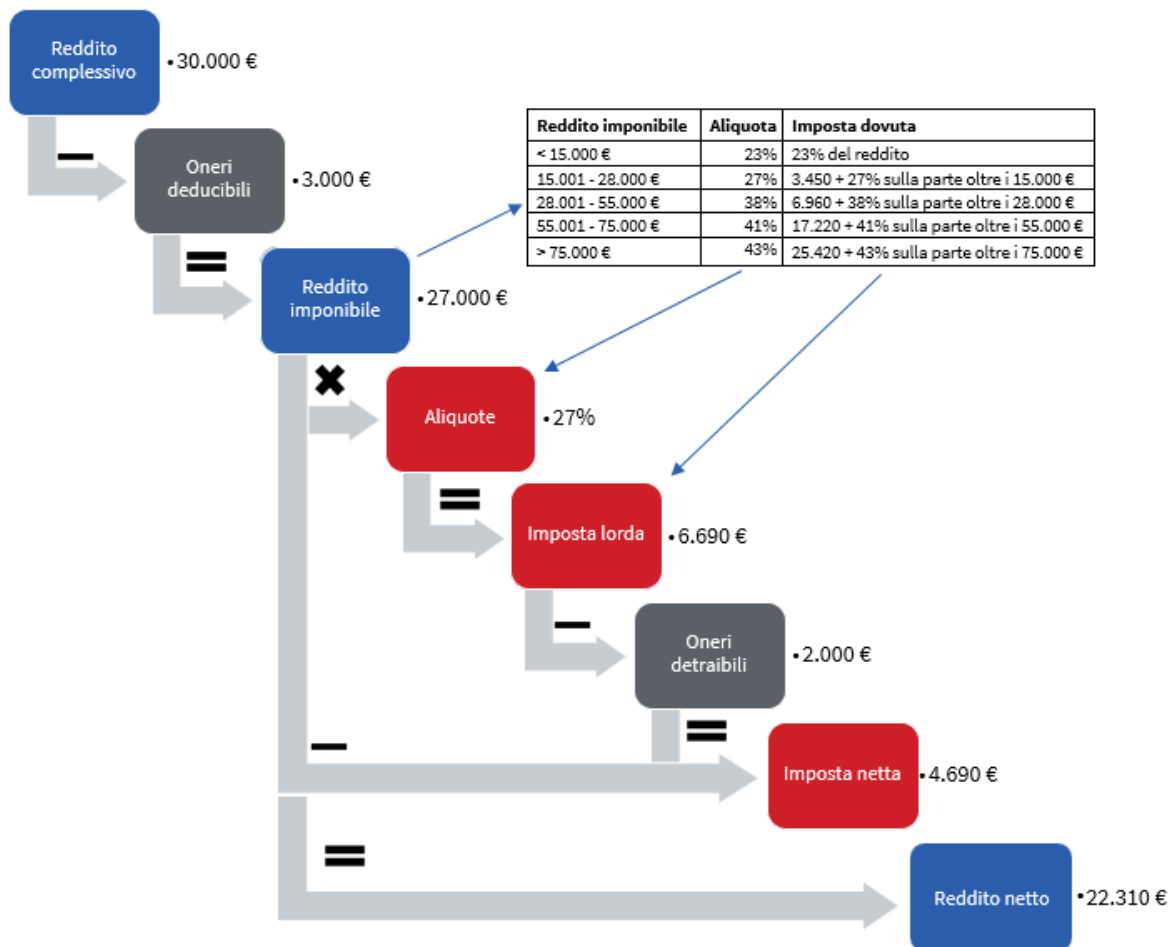 Reddito
complessivo
•30.000 €
Oneri
deducibili
•3.000 €
Reddito imponibile Aliquota Imposta dovuta
< 15.000 € 23% 23% del reddito
15.001 - 28.000 € 27% 3.450 + 27% sulla parte oltre i 15.000 €
28.001 - 55.000 € 38% 6.960 + 38% sulla parte oltre i 28.000 €
55.001 - 75.000 € 41% 17.220 + 41% sulla parte oltre i 55.000 €
> 75.000 € 43% 25.420 + 43% sulla parte oltre i 75.000 €
Reddito
imponibile
•27.000 €
Aliquote
•27%
Imposta lorda
•6.690 €
Oneri
detraibili
•2.000 €
Imposta netta
•4.690 €
Reddito netto
•22.310 €